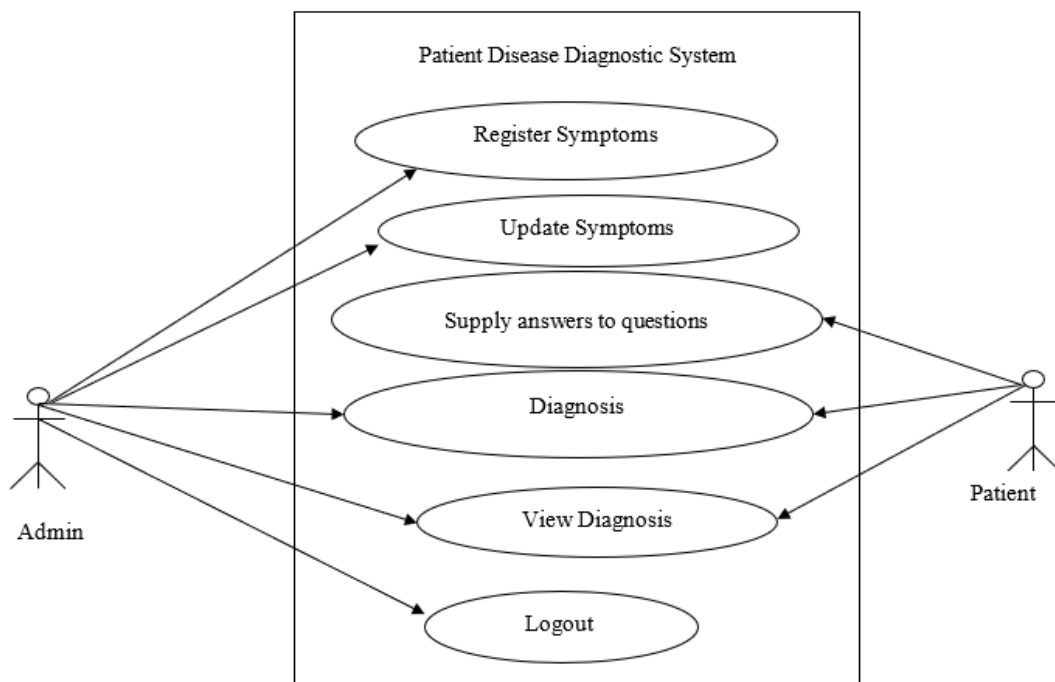 Patient Disease Diagnostic System
Register Symptoms
Update Symptoms
Supply answers to questions
Diagnosis
View Diagnosis
Logout
Admin
Patient